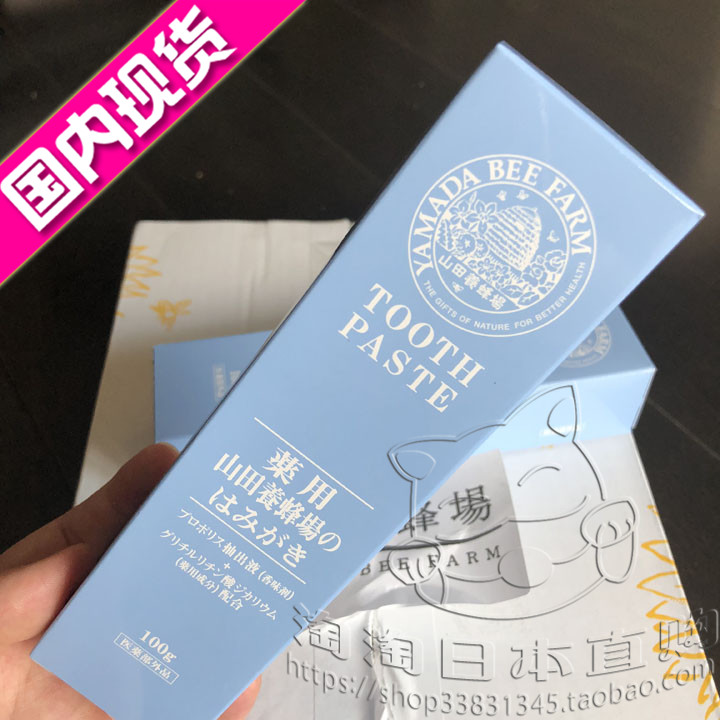 国内现货
YAMADA BEE FARM
山田養蜂場
THE GIFTS OF NATURE FOR BETTER HEALTH
TOOTH
PASTE
薬用
山田養蜂場の
はみがき
プロポリス抽出液(香味剤)
+
グリチルリチン酸ジカリウム
(薬用成分)配合
100g
医薬部外品
蜂場
BEE FARM
淘淘日本直购
https://shop33831345.taobao.com